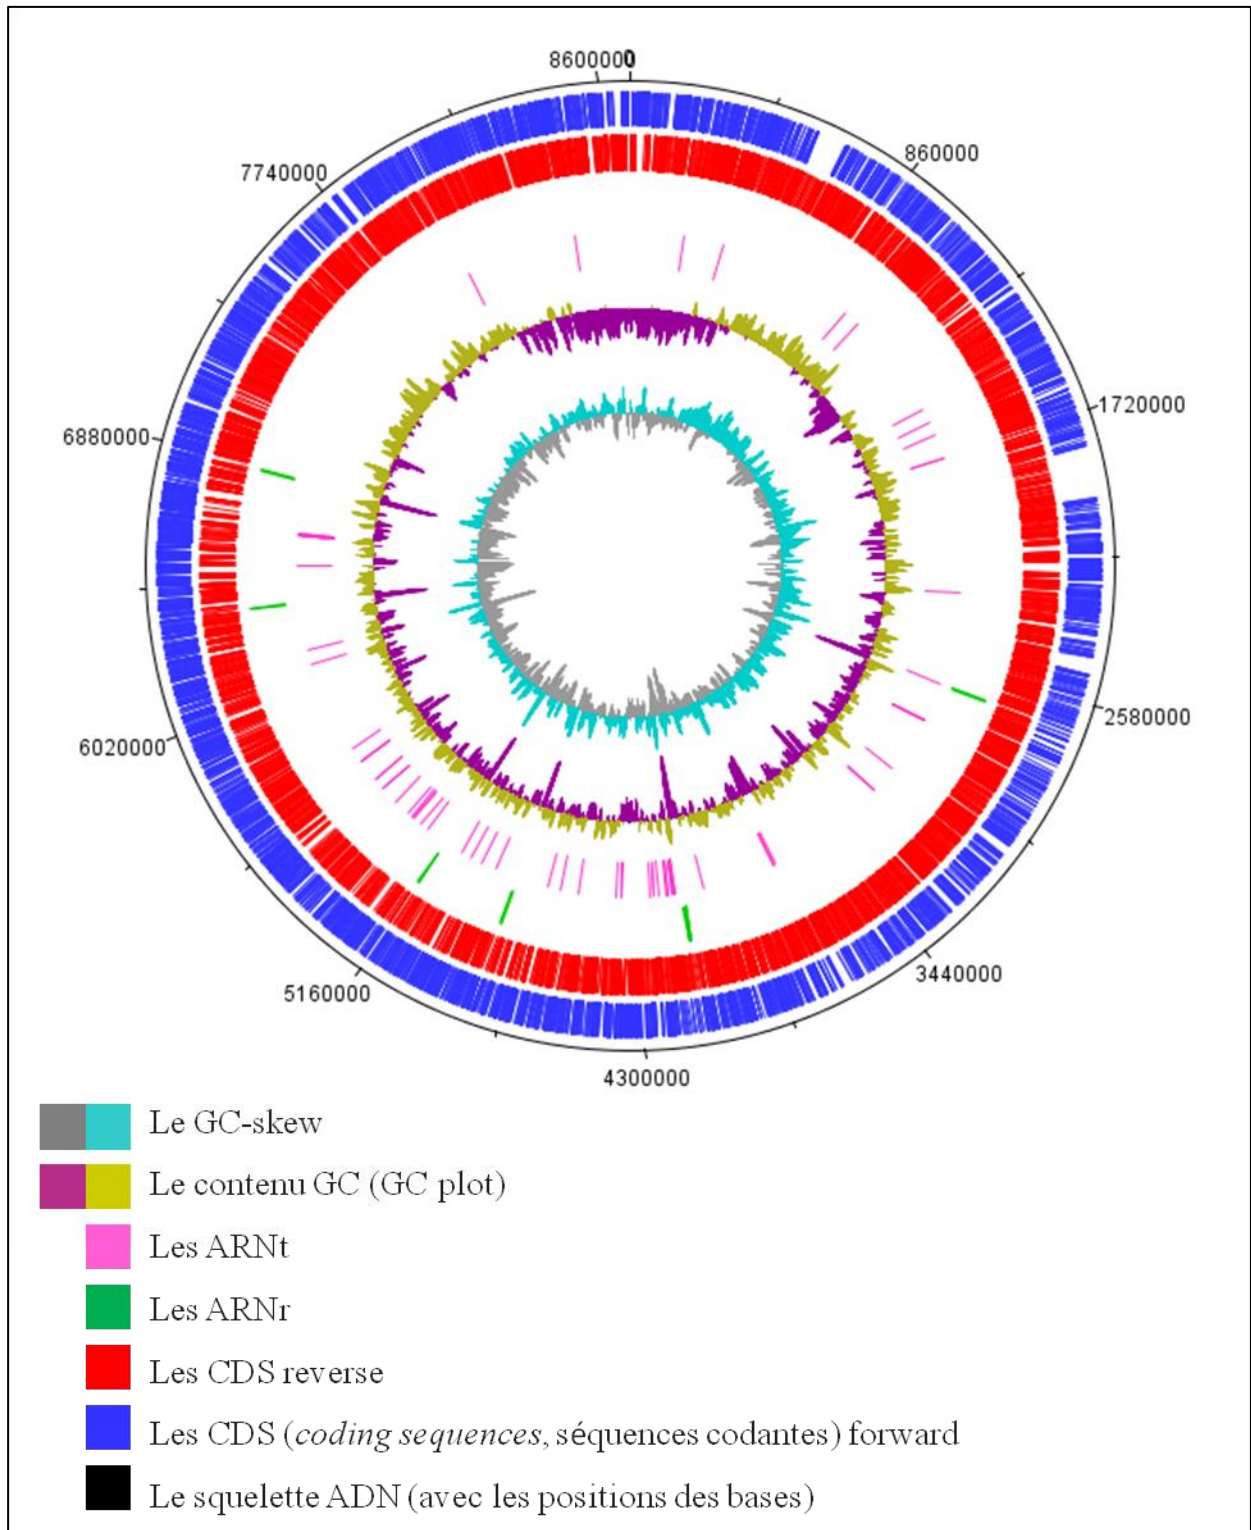 8600000
0
860000
7740000
1720000
6880000
2580000
6020000
3440000
5160000
4300000
Le GC-skew
Le contenu GC (GC plot)
Les ARNt
Les ARNr
Les CDS reverse
Les CDS (coding sequences, séquences codantes) forward
Le squelette ADN (avec les positions des bases)